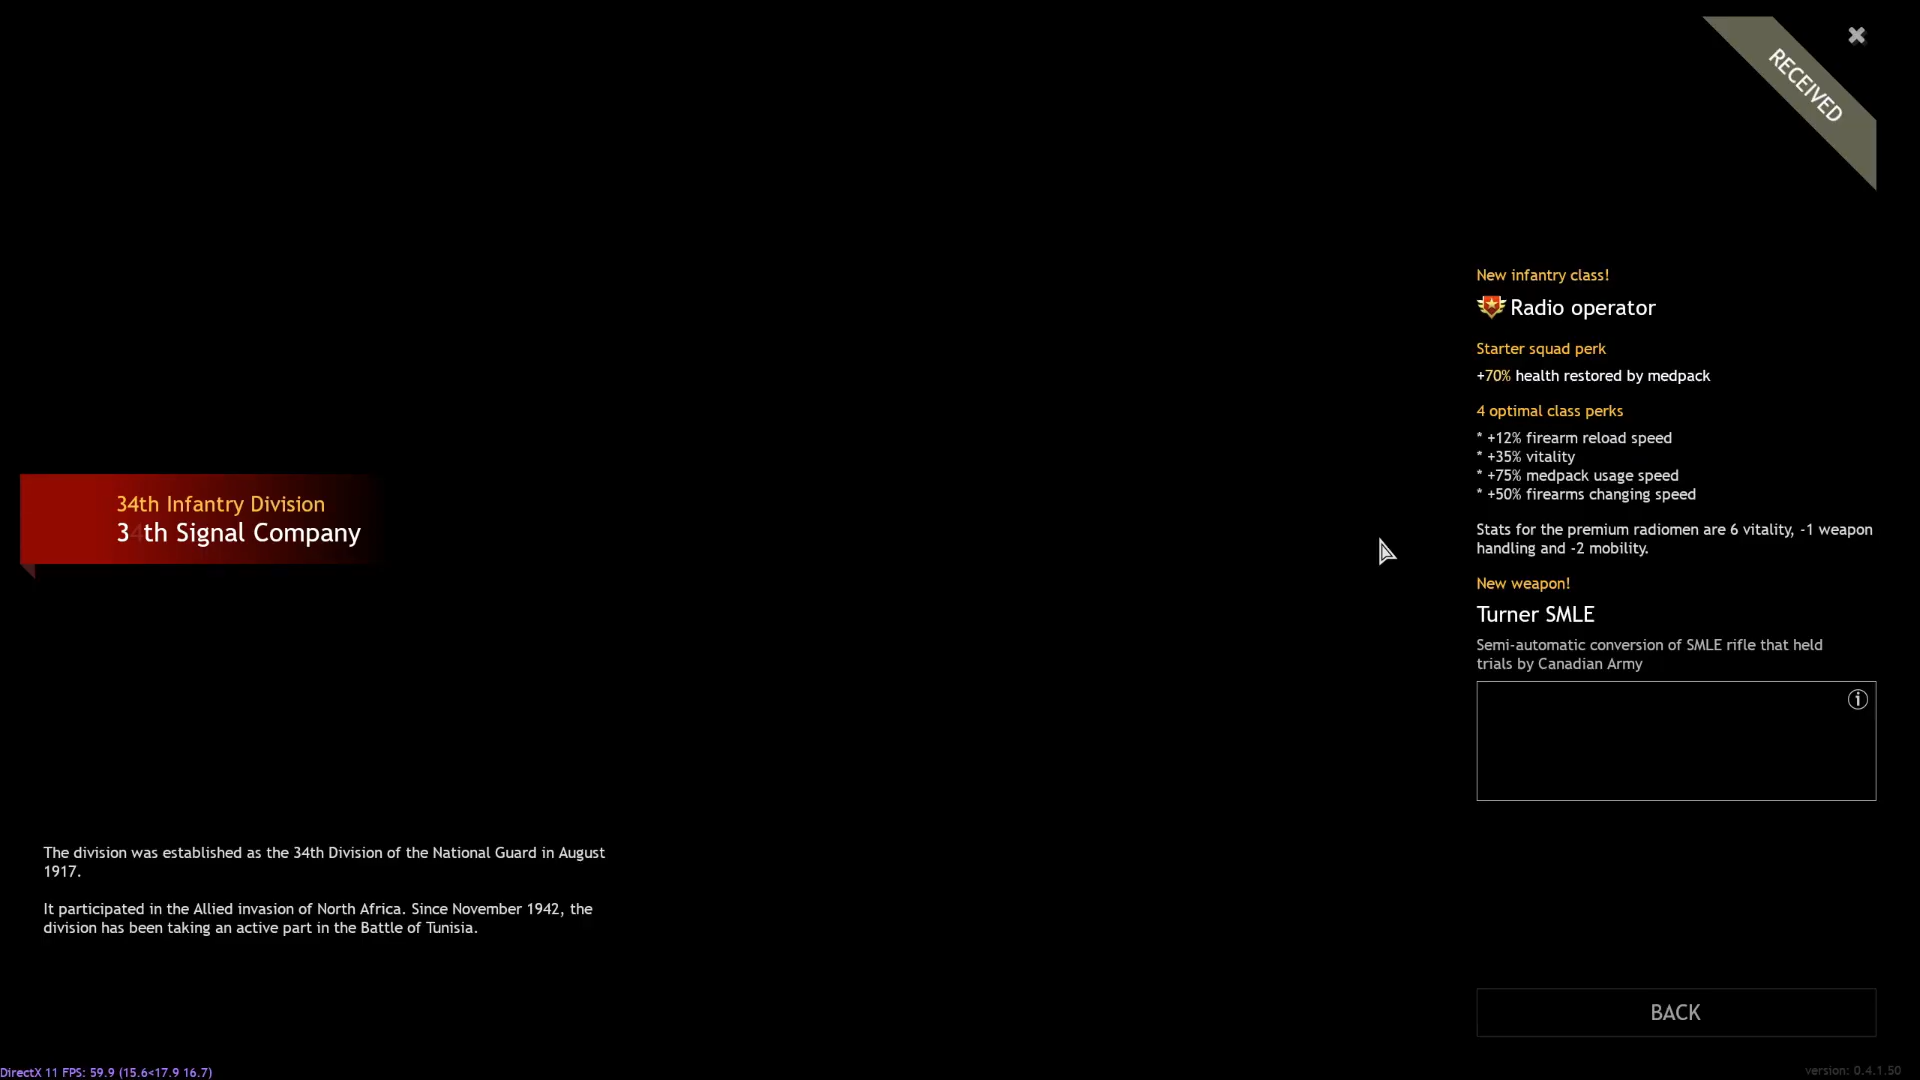 RECEIVED
New infantry class!
Radio operator
Starter squad perk
+70% health restored by medpack
4 optimal class perks
* +12% firearm reload speed
* +35% vitality
* +75% medpack usage speed
* +50% firearms changing speed
Stats for the premium radiomen are 6 vitality, -1 weapon
handling and -2 mobility.
New weapon!
Turner SMLE
Semi-automatic conversion of SMLE rifle that held
trials by Canadian Army
34th Infantry Division
34th Signal Company
The division was established as the 34th Division of the National Guard in August
1917.
It participated in the Allied invasion of North Africa. Since November 1942, the
division has been taking an active part in the Battle of Tunisia.
BACK
DirectX 11 FPS: 59.9 (15.6<17.9 16.7)
version: 0.4.1.50